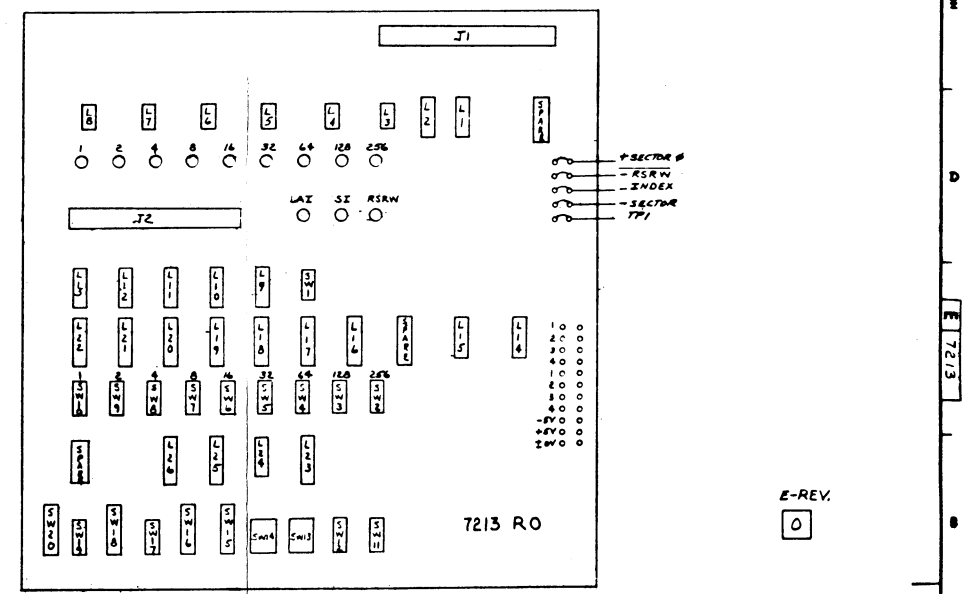 J1
L8 L7 L6 L5 L4 L3 L2 L1 SPARE
1 2 4 8 16 32 64 128 256
+ SECTOR ϕ
- RSRW
- INDEX
- SECTOR
TP1
LAI SI RSRW
J2
D
L13 L12 L11 L10 L9 SW1
L22 L21 L20 L19 L18 L17 L16 SPARE L15 L14
1
2
3
4
1
2
3
4
-5V
+5V
±0V
E 7213
1 2 4 8 16 32 64 128 256
SW10 SW9 SW8 SW7 SW6 SW5 SW4 SW3 SW2
SPARE L26 L25 L24 L23
SW20 SW19 SW18 SW17 SW16 SW15 SW14 SW13 SW12 SW11
7213 RO
E-REV.
0
B